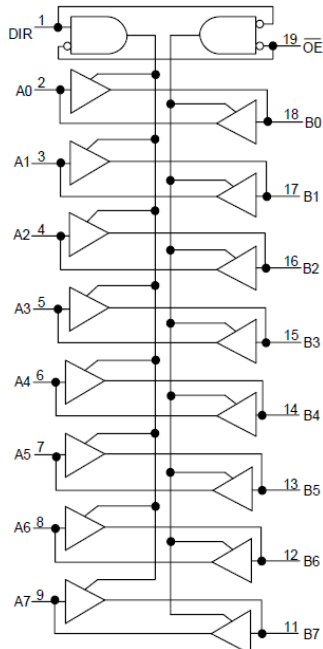 DIR 1 19 OE
A0 2
18 B0
A1 3
17 B1
A2 4
16 B2
A3 5
15 B3
A4 6
14 B4
A5 7
13 B5
A6 8
12 B6
A7 9
11 B7